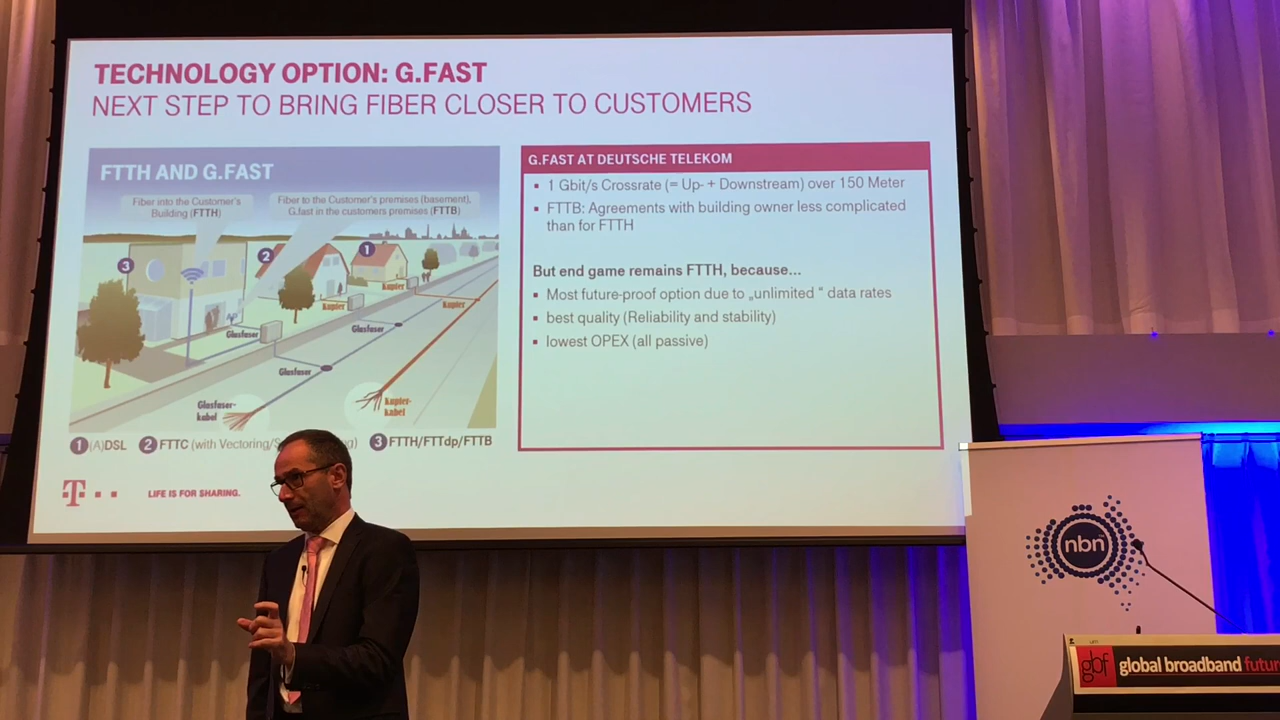 TECHNOLOGY OPTION: G.FAST
NEXT STEP TO BRING FIBER CLOSER TO CUSTOMERS
FTTH AND G.FAST
Fiber into the Customer's
Building (FTTH)
Fiber to the Customer's premises (basement),
G.fast in the customers premises (FTTB)
3
2
1
Kupfer
Kupfer
Kupfer
Glasfaser
Glasfaser
Glasfaser
Glasfaser-
kabel
Kupfer-
kabel
1 (A)DSL
2 FTTC (with Vectoring/
3 FTTH/FTTdp/FTTB
G.FAST AT DEUTSCHE TELEKOM
▪ 1 Gbit/s Crossrate (= Up- + Downstream) over 150 Meter
▪ FTTB: Agreements with building owner less complicated
than for FTTH
But end game remains FTTH, because...
▪ Most future-proof option due to „unlimited “ data rates
▪ best quality (Reliability and stability)
▪ lowest OPEX (all passive)
T
LIFE IS FOR SHARING.
nbn
gbf global broadband futur